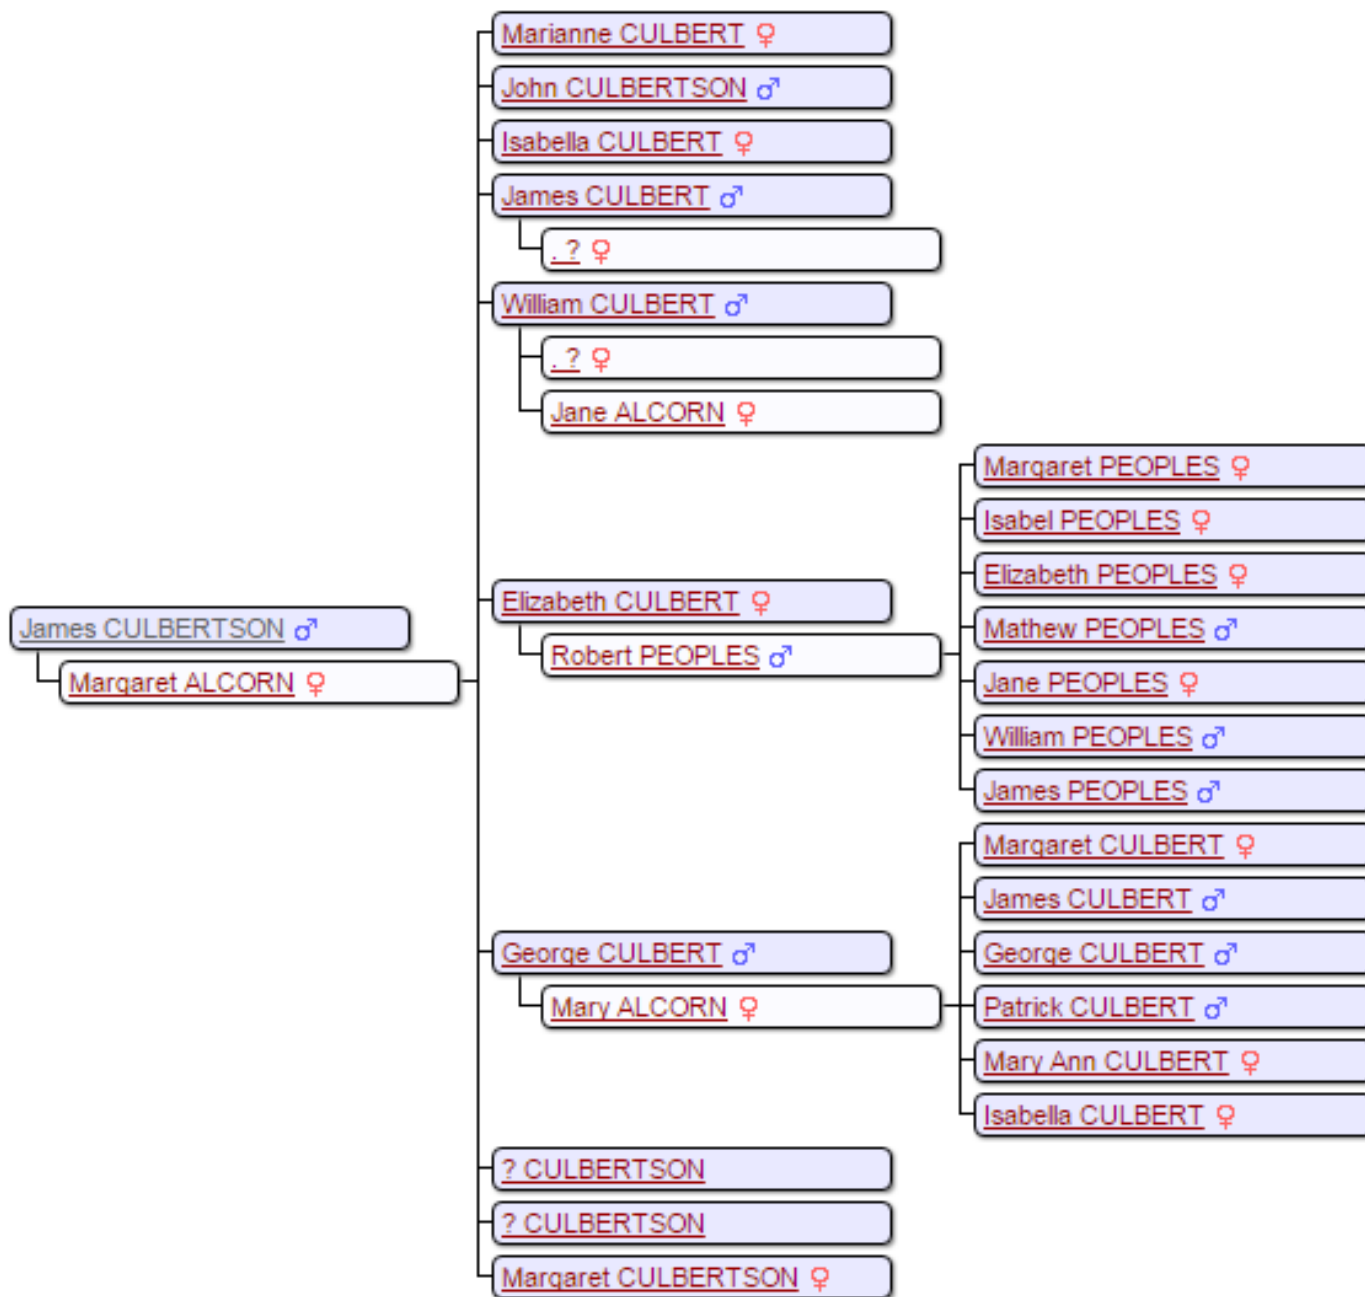 Marianne CULBERT ♀
John CULBERTSON ♂
Isabella CULBERT ♀
James CULBERT ♂
. ? ♀
William CULBERT ♂
. ? ♀
Jane ALCORN ♀
Margaret PEOPLES ♀
Isabel PEOPLES ♀
Elizabeth PEOPLES ♀
Elizabeth CULBERT ♀
James CULBERTSON ♂
Mathew PEOPLES ♂
Robert PEOPLES ♂
Margaret ALCORN ♀
Jane PEOPLES ♀
William PEOPLES ♂
James PEOPLES ♂
Margaret CULBERT ♀
James CULBERT ♂
George CULBERT ♂
George CULBERT ♂
Mary ALCORN ♀
Patrick CULBERT ♂
Mary Ann CULBERT ♀
Isabella CULBERT ♀
? CULBERTSON
? CULBERTSON
Margaret CULBERTSON ♀